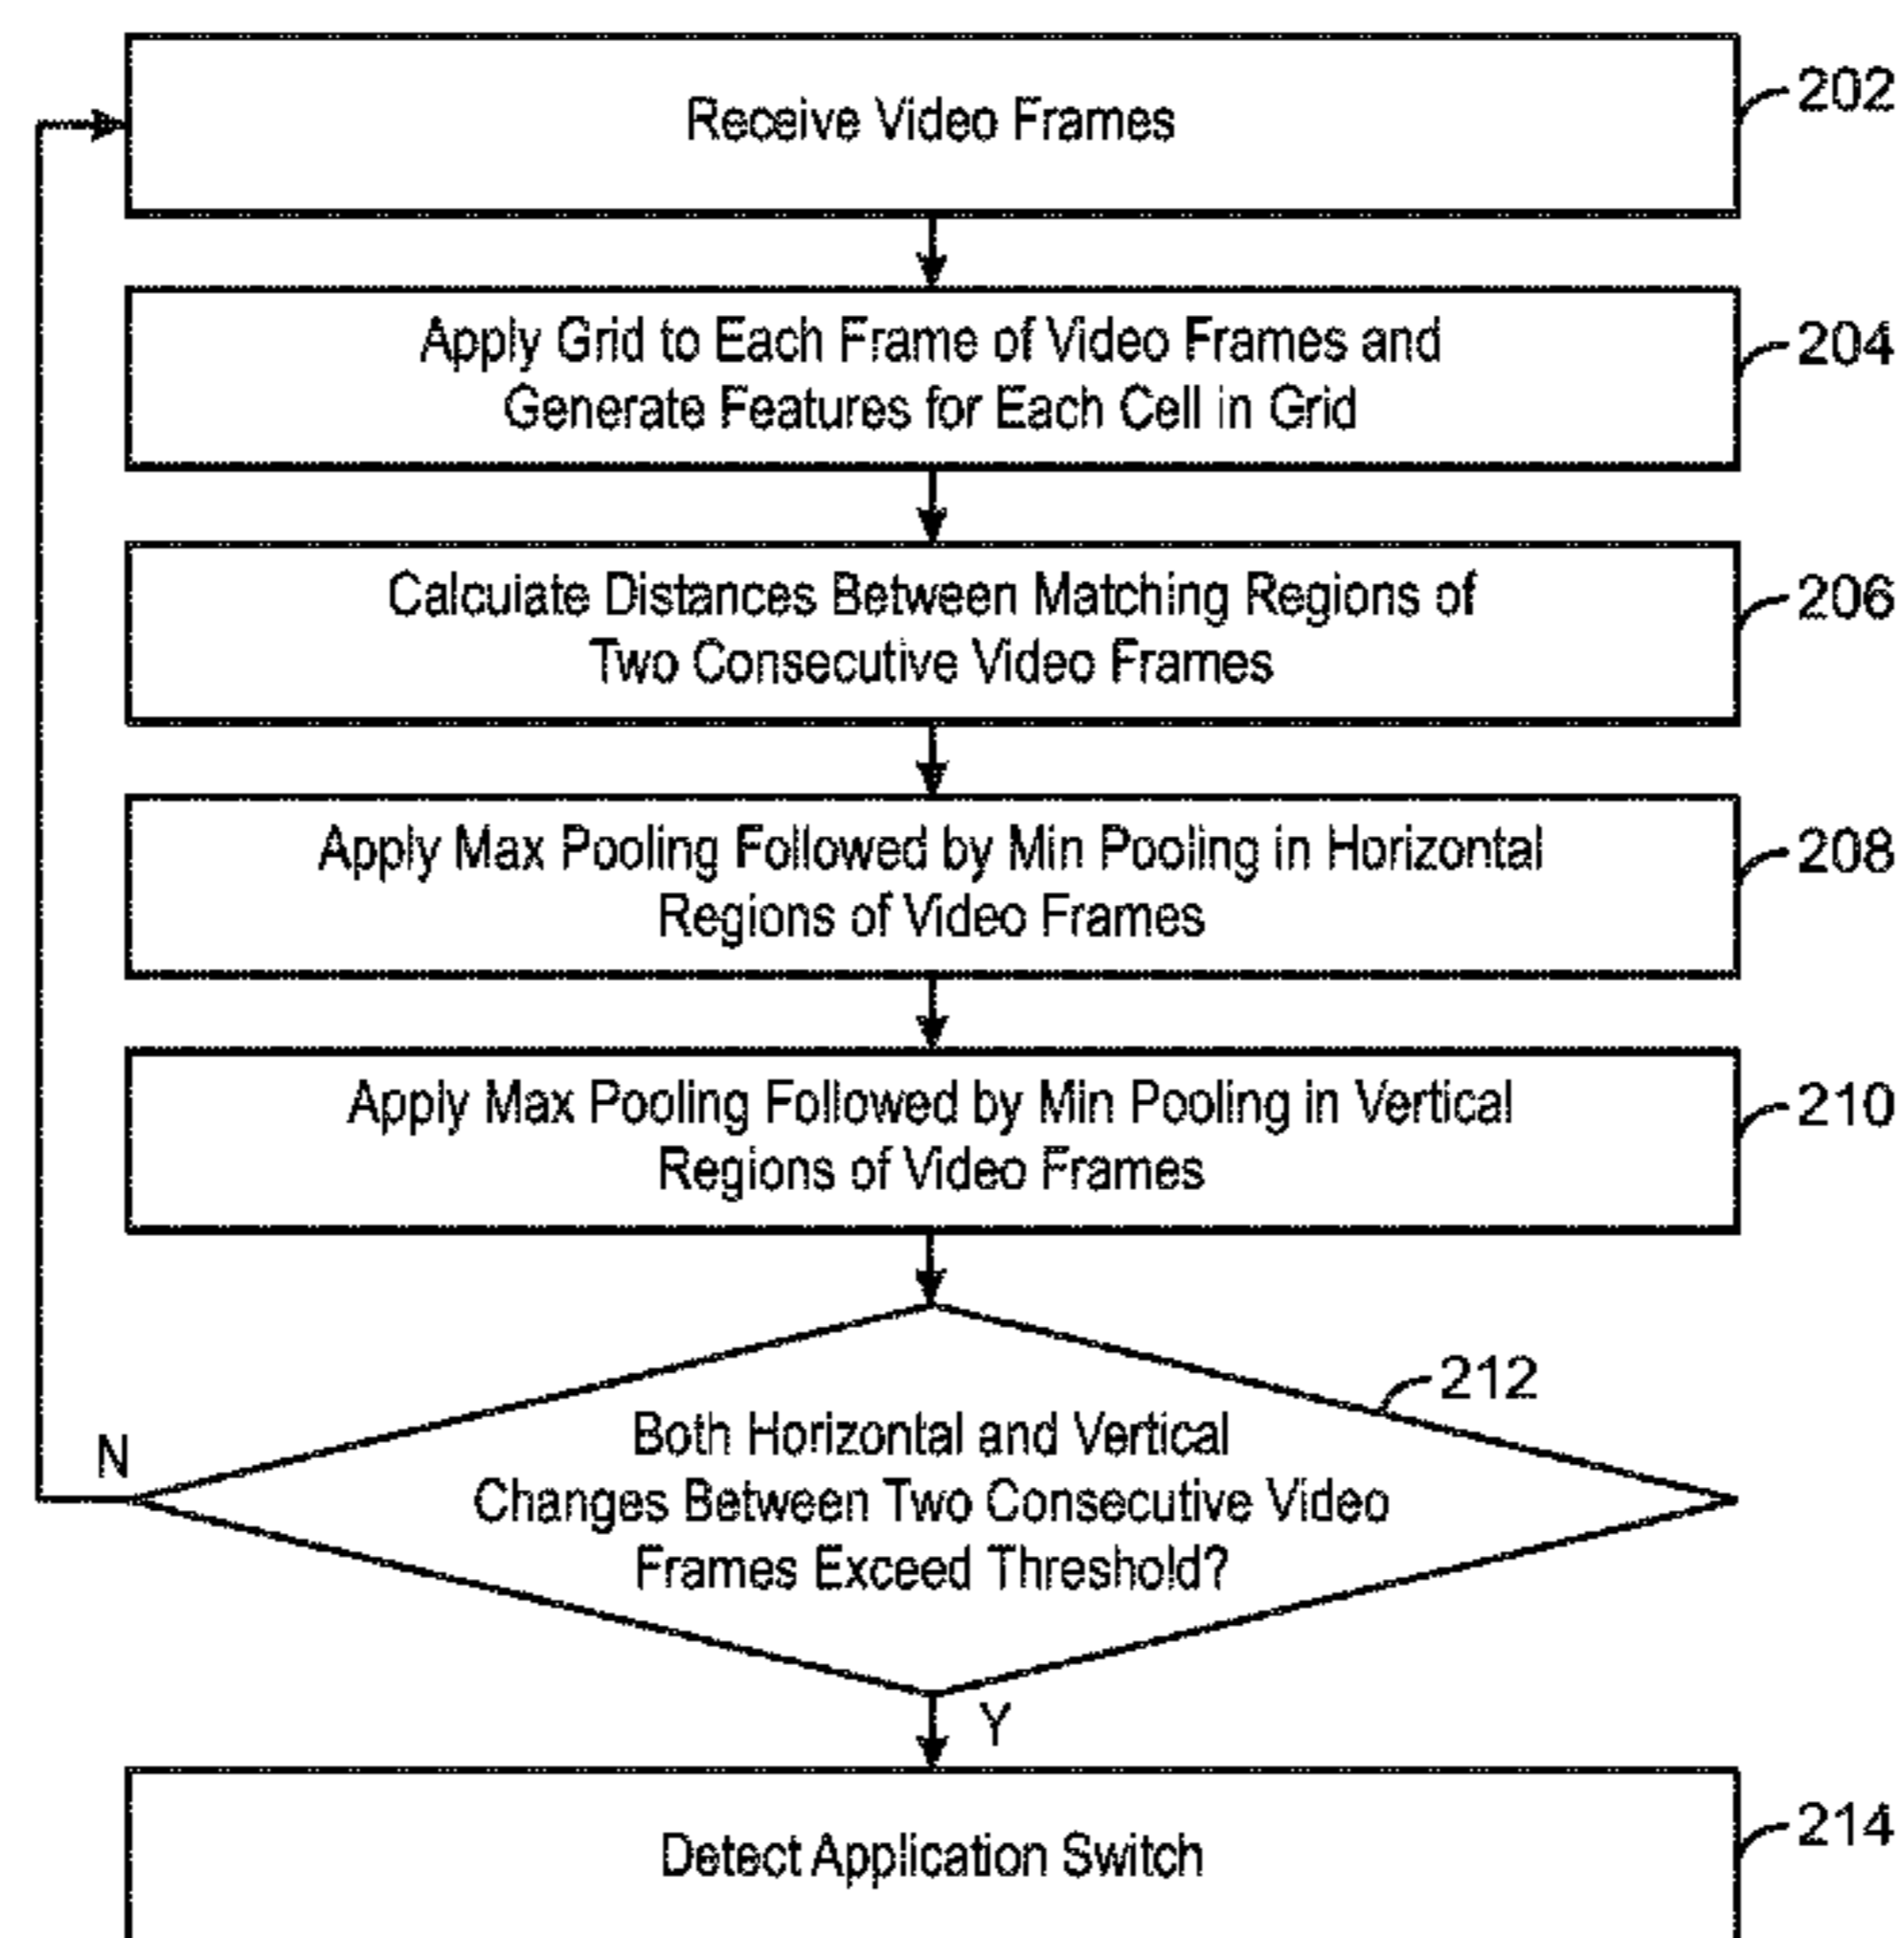 Receive Video Frames
202
Apply Grid to Each Frame of Video Frames and
Generate Features for Each Cell in Grid
204
Calculate Distances Between Matching Regions of
Two Consecutive Video Frames
206
Apply Max Pooling Followed by Min Pooling in Horizontal
Regions of Video Frames
208
Apply Max Pooling Followed by Min Pooling in Vertical
Regions of Video Frames
210
212
Both Horizontal and Vertical
Changes Between Two Consecutive Video
Frames Exceed Threshold?
N
Y
Detect Application Switch
214